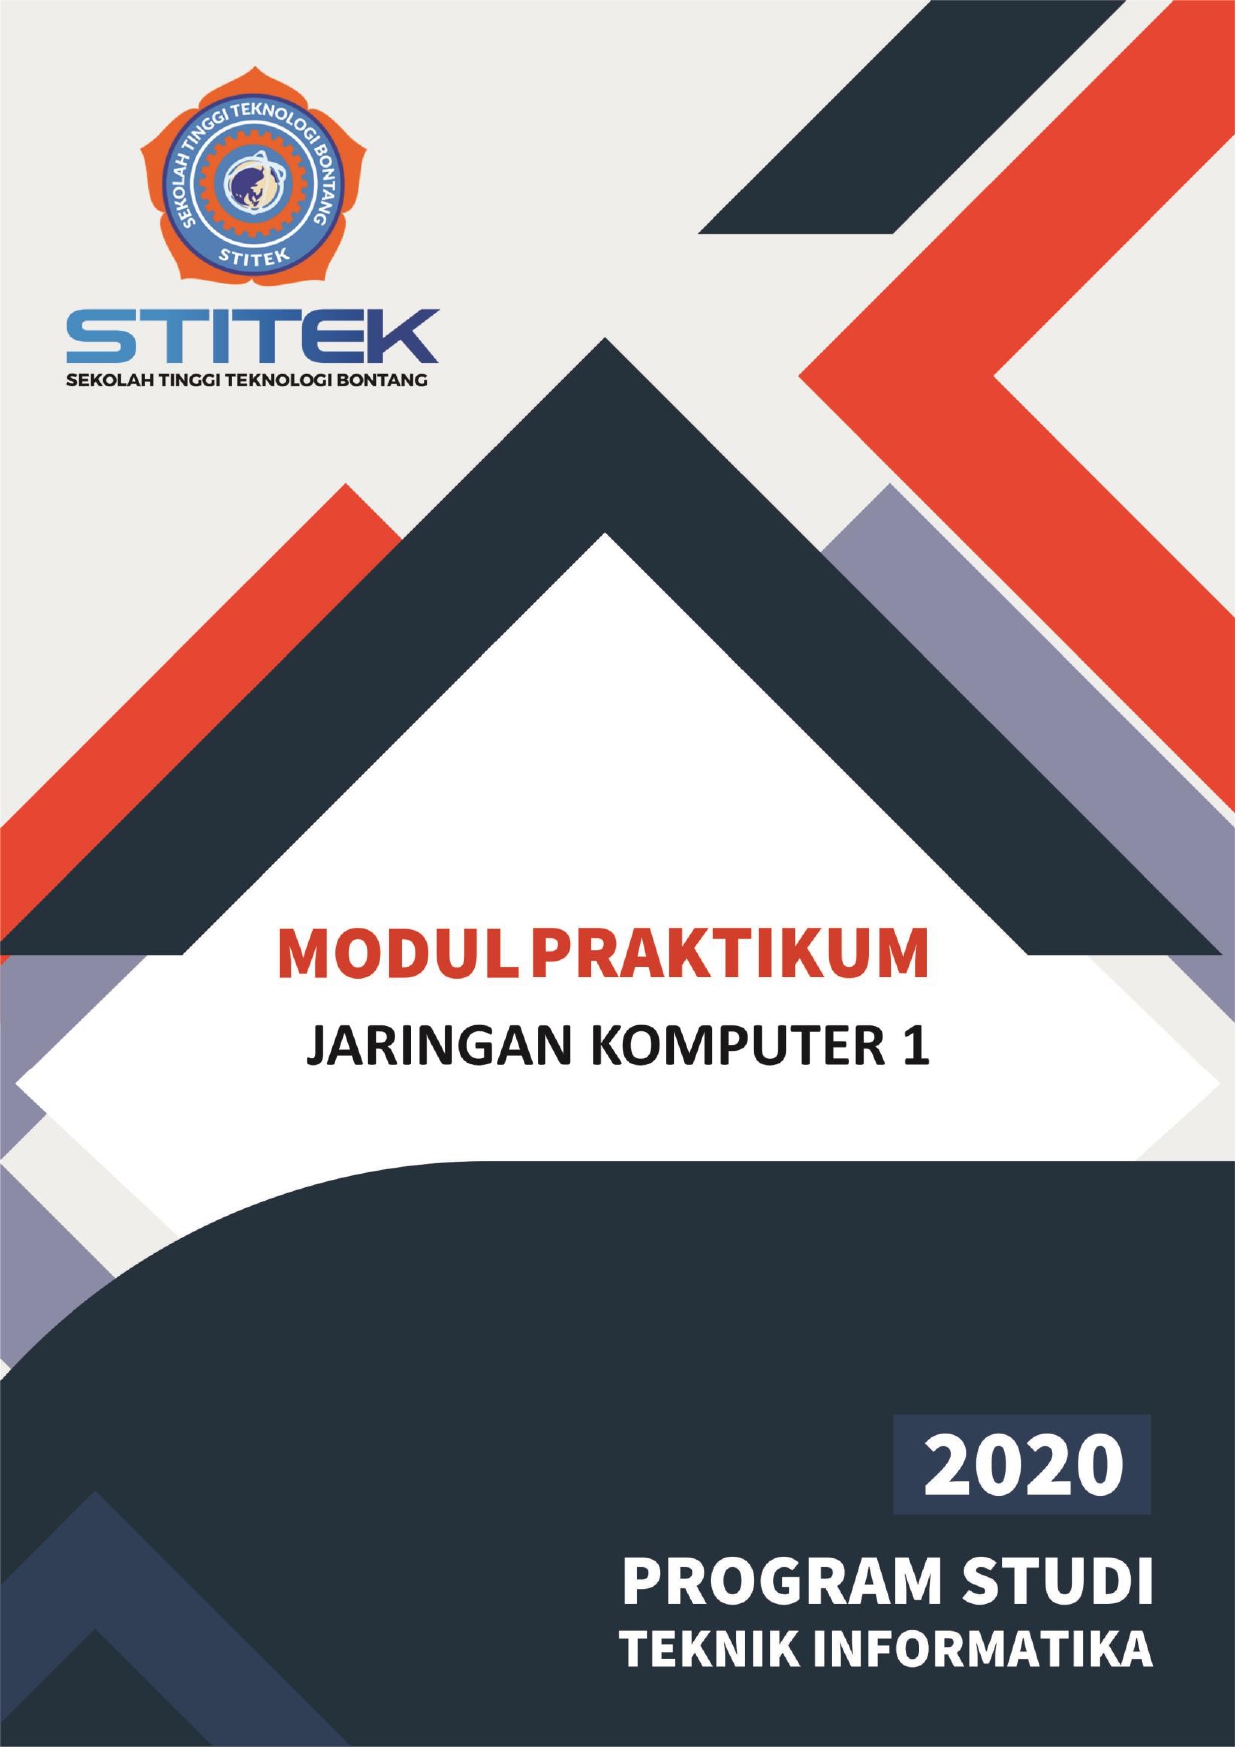 SEKOLAH TINGGI TEKNOLOGI BONTANG
STITEK
STITEK
SEKOLAH TINGGI TEKNOLOGI BONTANG
MODUL PRAKTIKUM
JARINGAN KOMPUTER 1
2020
PROGRAM STUDI
TEKNIK INFORMATIKA